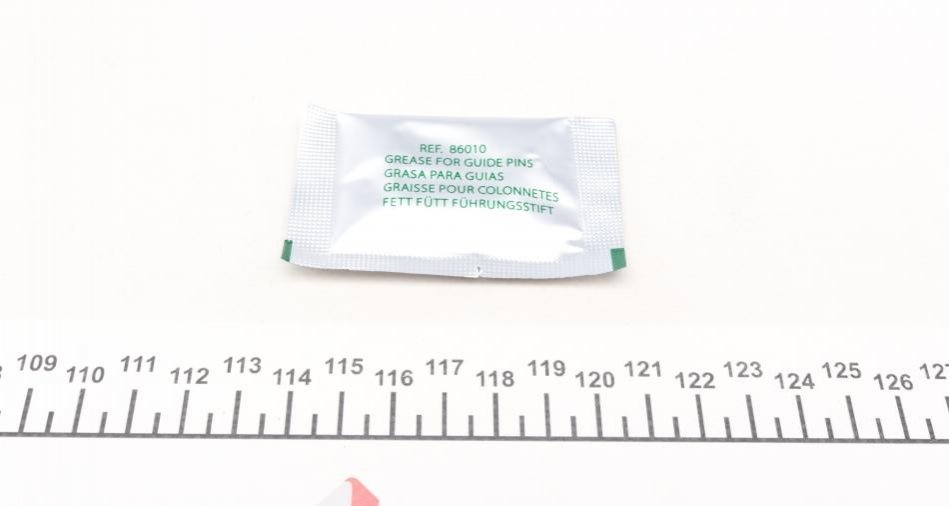 REF. 86010
GREASE FOR GUIDE PINS
GRASA PARA GUIAS
GRAISSE POUR COLONNETES
FETT FÜTT FÜHRUNGSSTIFT
109 110 111 112 113 114 115 116 117 118 119 120 121 122 123 124 125 126